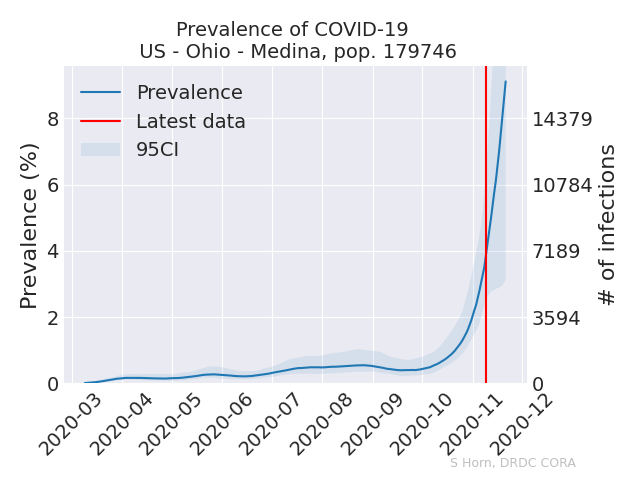 Prevalence of COVID-19
US - Ohio - Medina, pop. 179746
Prevalence
Latest data
95CI
Prevalence (%)
8
6
4
2
0
14379
10784
7189
3594
0
# of infections
2020-03
2020-04
2020-05
2020-06
2020-07
2020-08
2020-09
2020-10
2020-11
2020-12
S Horn, DRDC CORA